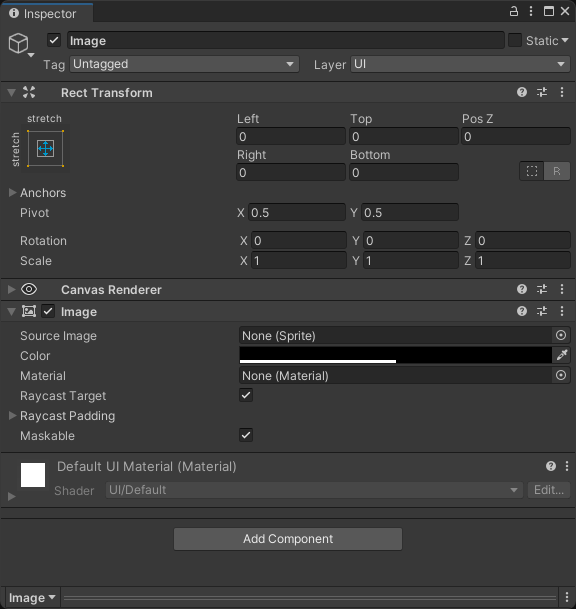 Inspector
Image
Static
Tag Untagged Layer UI
Rect Transform
stretch
stretch
Left Top Pos Z
0 0 0
Right Bottom
0 0
R
Anchors
Pivot X 0.5 Y 0.5
Rotation X 0 Y 0 Z 0
Scale X 1 Y 1 Z 1
Canvas Renderer
Image
Source Image None (Sprite)
Color
Material None (Material)
Raycast Target
Raycast Padding
Maskable
Default UI Material (Material)
Shader UI/Default Edit...
Add Component
Image